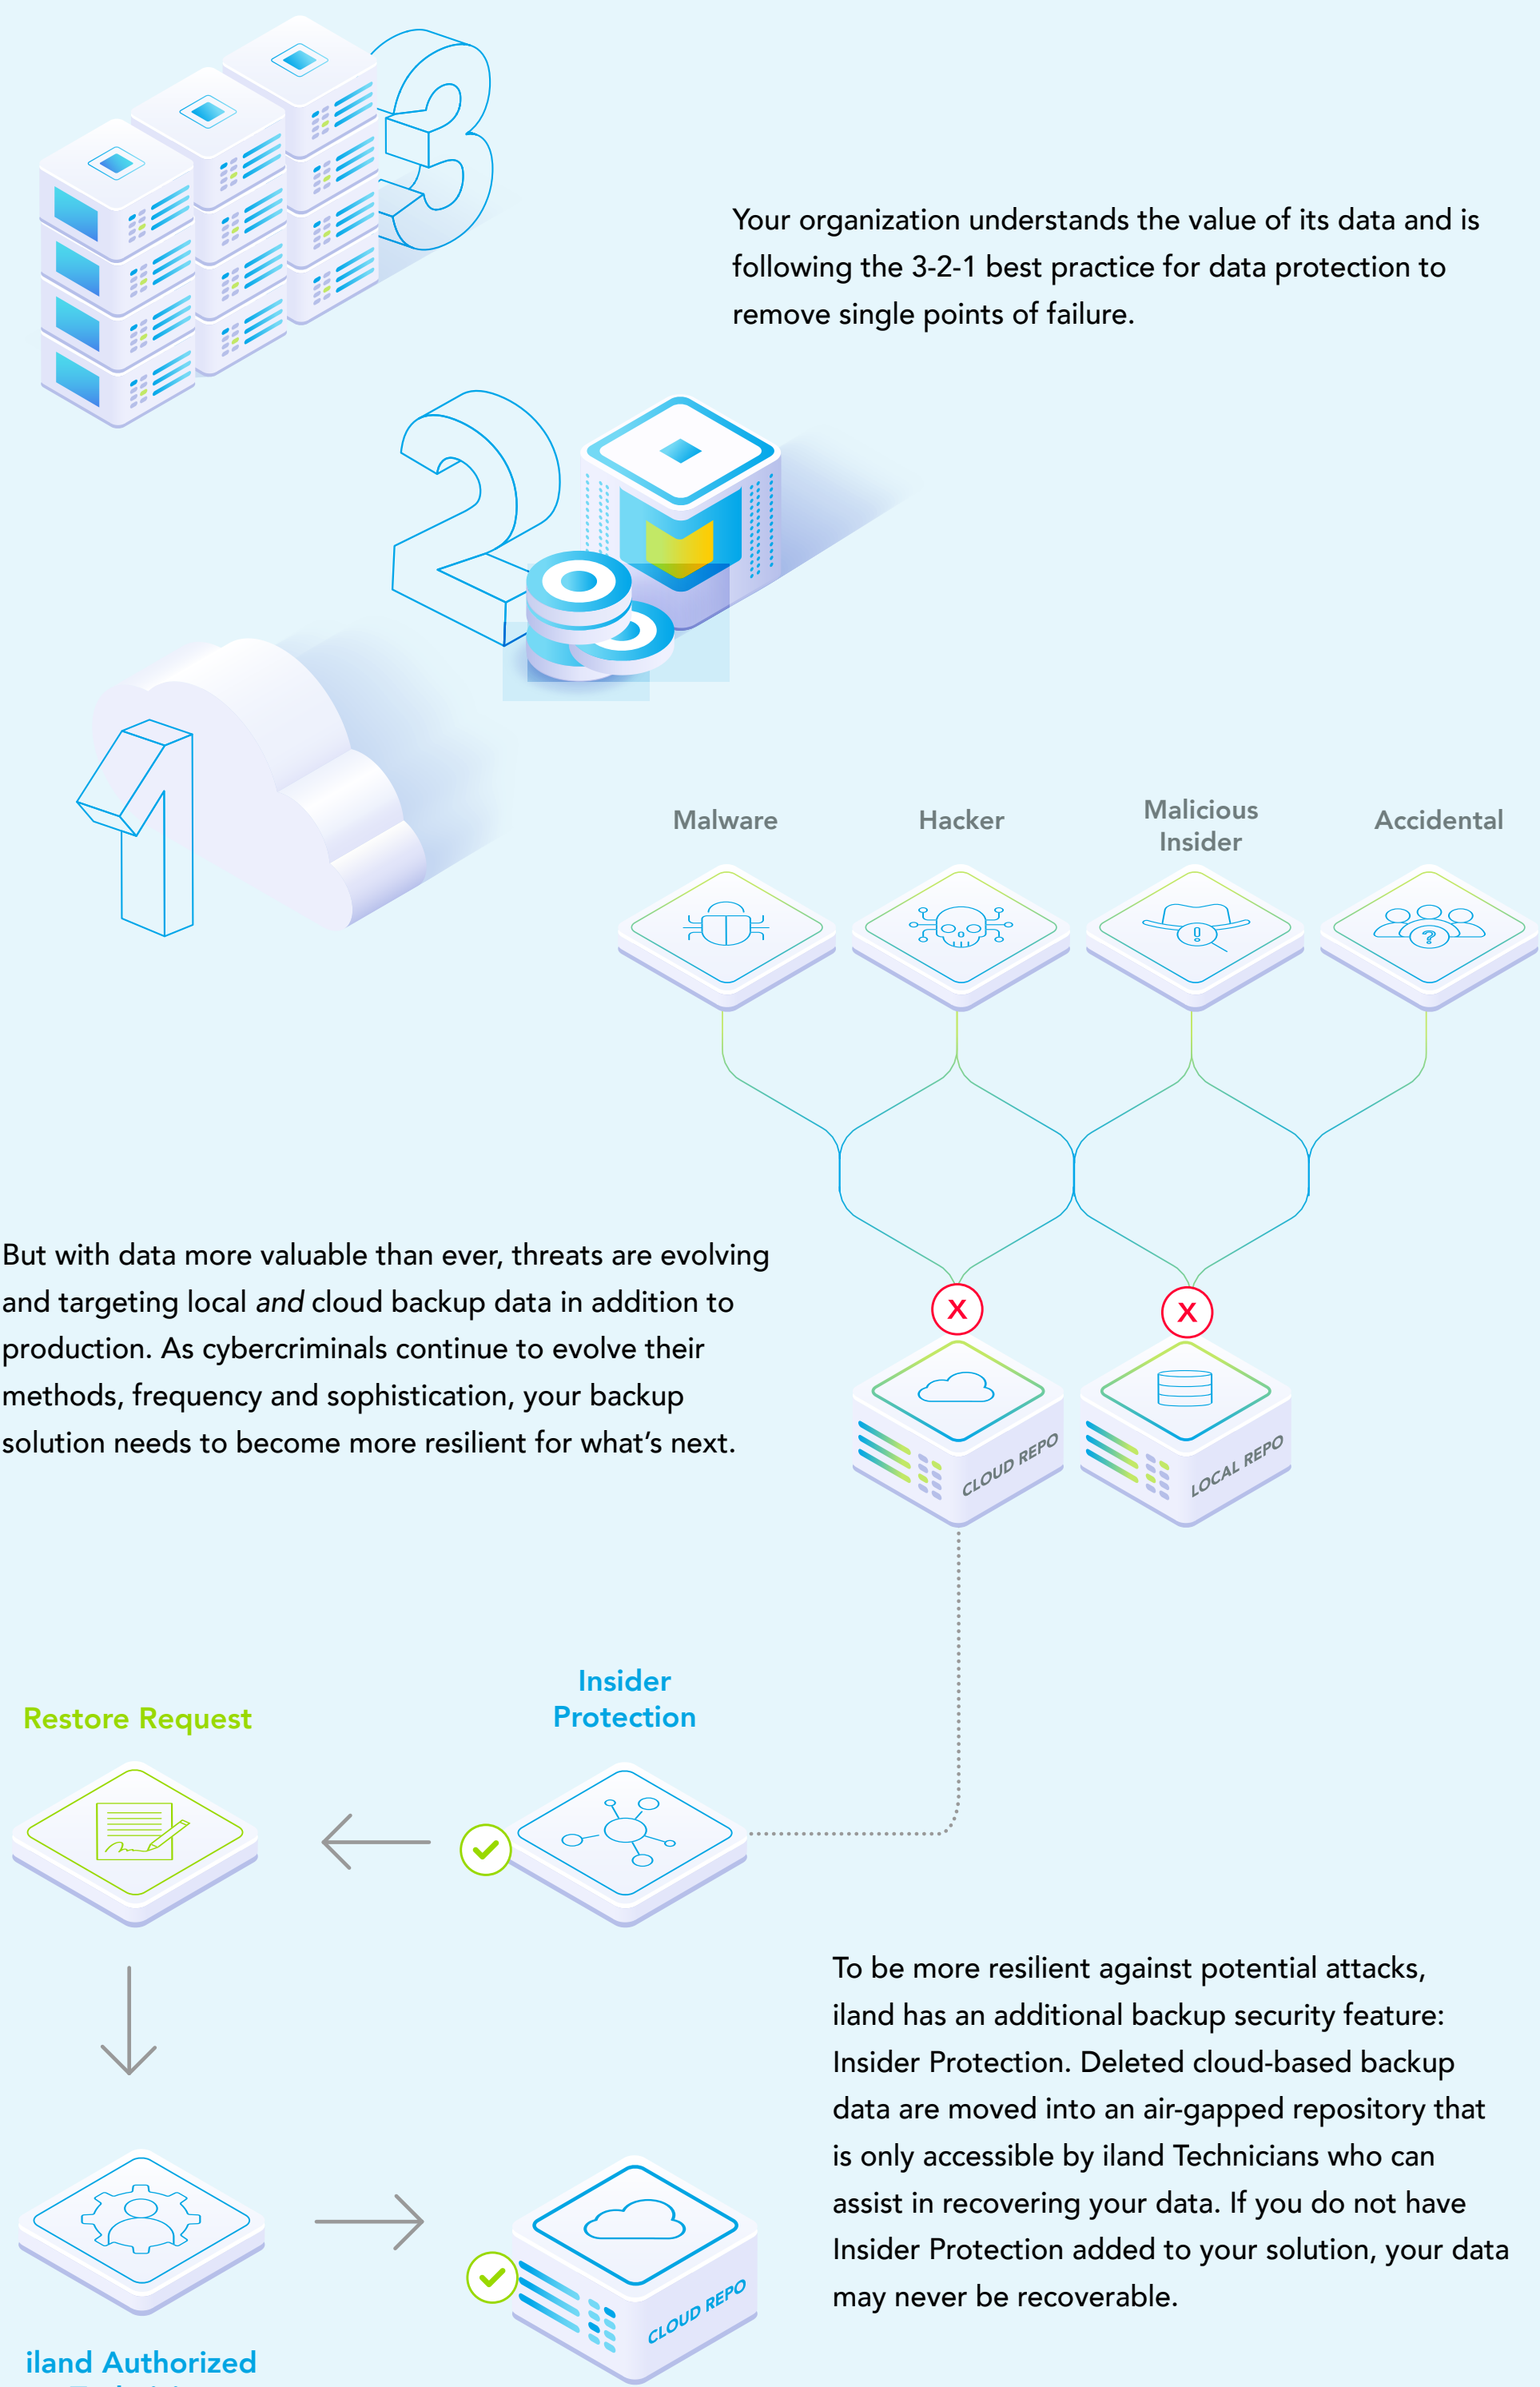 3
Your organization understands the value of its data and is
following the 3-2-1 best practice for data protection to
remove single points of failure.
2
1
Malware
Hacker
Malicious
Insider
Accidental
!
?
X
X
CLOUD REPO
LOCAL REPO
But with data more valuable than ever, threats are evolving
and targeting local and cloud backup data in addition to
production. As cybercriminals continue to evolve their
methods, frequency and sophistication, your backup
solution needs to become more resilient for what's next.
Insider
Protection
Restore Request
To be more resilient against potential attacks,
iland has an additional backup security feature:
Insider Protection. Deleted cloud-based backup
data are moved into an air-gapped repository that
is only accessible by iland Technicians who can
assist in recovering your data. If you do not have
Insider Protection added to your solution, your data
may never be recoverable.
CLOUD REPO
iland Authorized